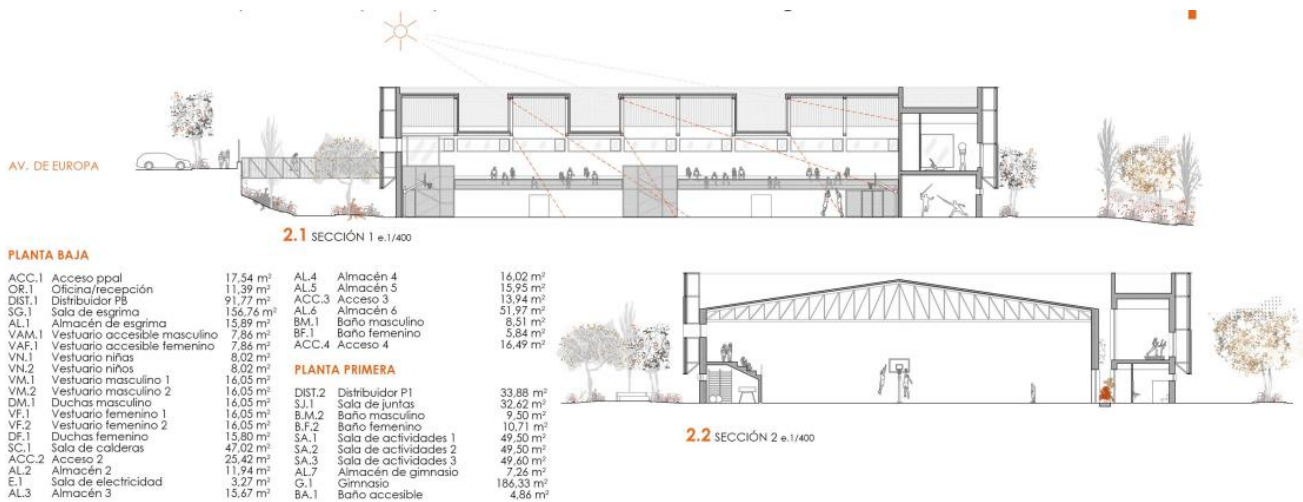 AV. DE EUROPA
2.1 SECCIÓN 1 e.1/400
PLANTA BAJA
ACC.1 Acceso ppal 17,54 m²
OR.1 Oficina/recepción 11,39 m²
DIST.1 Distribuidor PB 91,77 m²
SG.1 Sala de esgrima 156,76 m²
AL.1 Almacén de esgrima 15,89 m²
VAM.1 Vestuario accesible masculino 7,86 m²
VAF.1 Vestuario accesible femenino 7,86 m²
VN.1 Vestuario niñas 8,02 m²
VN.2 Vestuario niños 8,02 m²
VM.1 Vestuario masculino 1 16,05 m²
VM.2 Vestuario masculino 2 16,05 m²
DM.1 Duchas masculino 16,05 m²
VF.1 Vestuario femenino 1 16,05 m²
VF.2 Vestuario femenino 2 16,05 m²
DF.1 Duchas femenino 15,80 m²
SC.1 Sala de calderas 47,02 m²
ACC.2 Acceso 2 25,42 m²
AL.2 Almacén 2 11,94 m²
E.1 Sala de electricidad 3,27 m²
AL.3 Almacén 3 15,67 m²
AL.4 Almacén 4 16,02 m²
AL.5 Almacén 5 15,95 m²
ACC.3 Acceso 3 13,94 m²
AL.6 Almacén 6 51,97 m²
BM.1 Baño masculino 8,51 m²
BF.1 Baño femenino 5,84 m²
ACC.4 Acceso 4 16,49 m²
PLANTA PRIMERA
DIST.2 Distribuidor P1 33,88 m²
SJ.1 Sala de juntas 32,62 m²
B.M.2 Baño masculino 9,50 m²
B.F.2 Baño femenino 10,71 m²
SA.1 Sala de actividades 1 49,50 m²
SA.2 Sala de actividades 2 49,50 m²
SA.3 Sala de actividades 3 49,60 m²
AL.7 Almacén de gimnasio 7,26 m²
G.1 Gimnasio 186,33 m²
BA.1 Baño accesible 4,86 m²
2.2 SECCIÓN 2 e.1/400